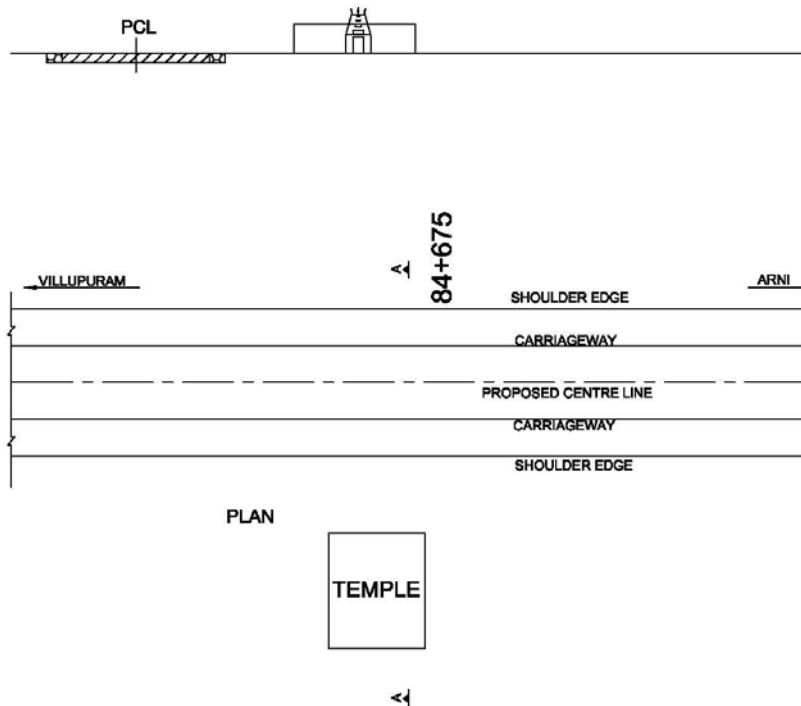 PCL
84+675
A
VILLUPURAM
ARNI
SHOULDER EDGE
CARRIAGEWAY
PROPOSED CENTRE LINE
CARRIAGEWAY
SHOULDER EDGE
PLAN
TEMPLE
A